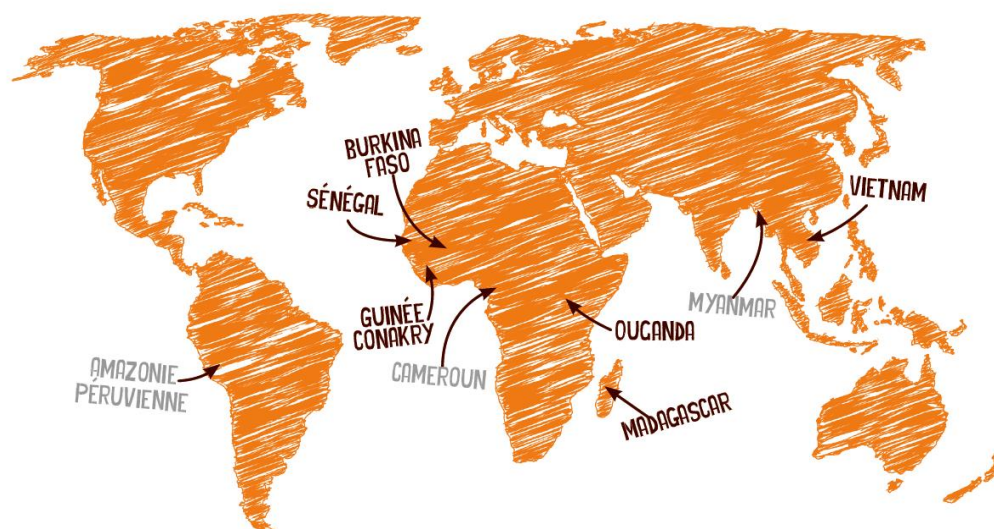 BURKINA
FASO
SÉNÉGAL
VIETNAM
GUINÉE
CONAKRY
CAMEROUN
OUGANDA
MYANMAR
AMAZONIE
PÉRUVIENNE
MADAGASCAR